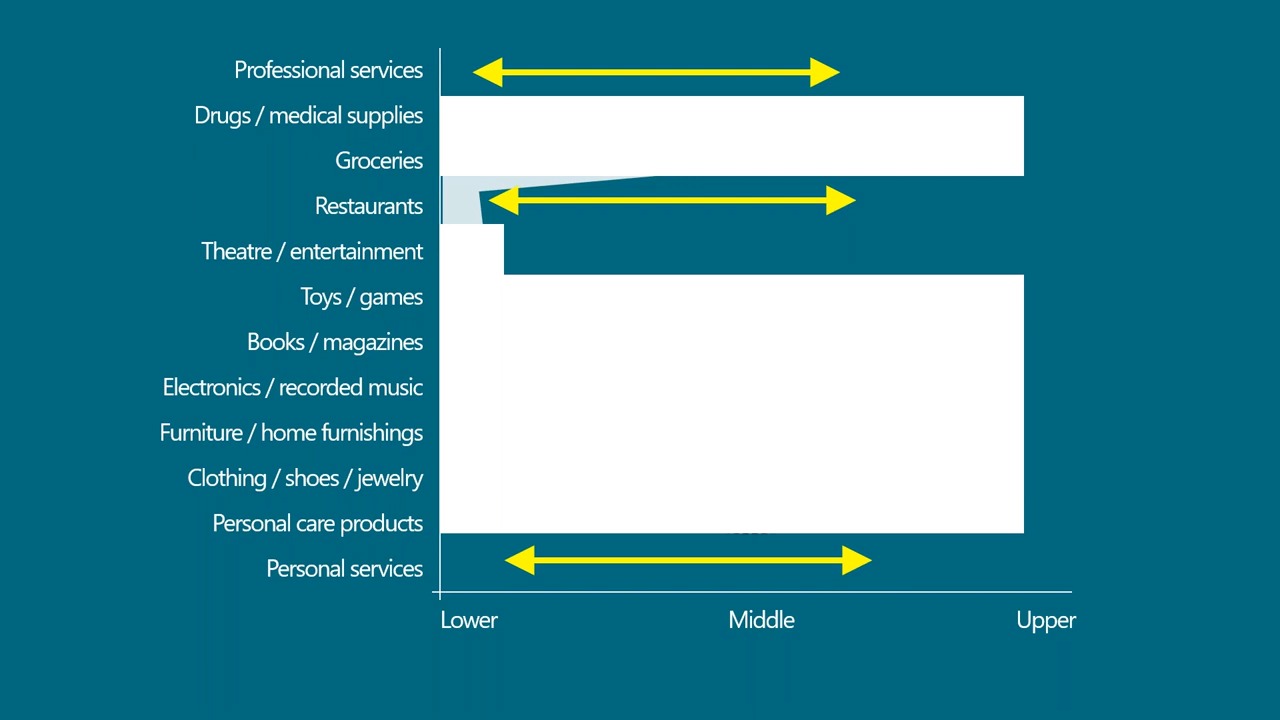 Professional services
Drugs / medical supplies
Groceries
Restaurants
Theatre / entertainment
Toys / games
Books / magazines
Electronics / recorded music
Furniture / home furnishings
Clothing / shoes / jewelry
Personal care products
Personal services
Lower Middle Upper